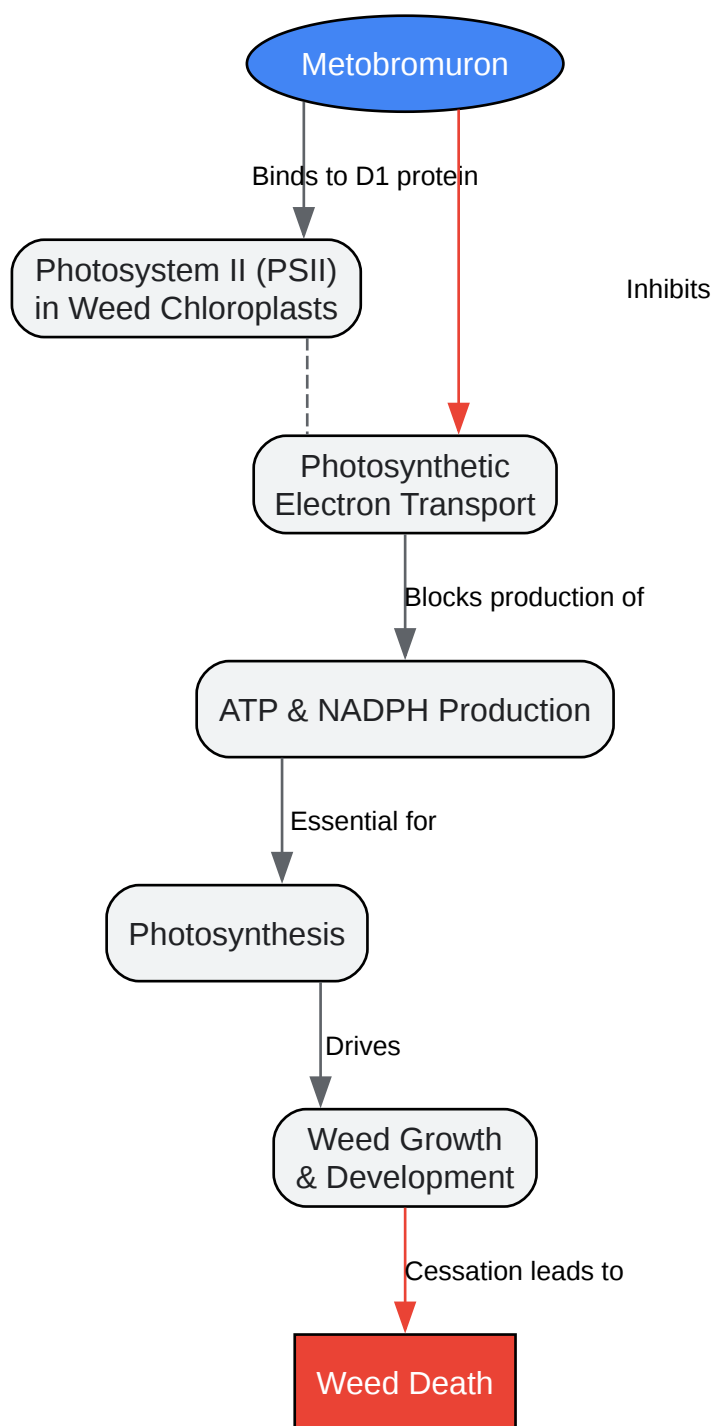 Metobromuron
Binds to D1 protein
Photosystem II (PSII)
in Weed Chloroplasts
Inhibits
Photosynthetic
Electron Transport
Blocks production of
ATP & NADPH Production
Essential for
Photosynthesis
Drives
Weed Growth
& Development
Cessation leads to
Weed Death